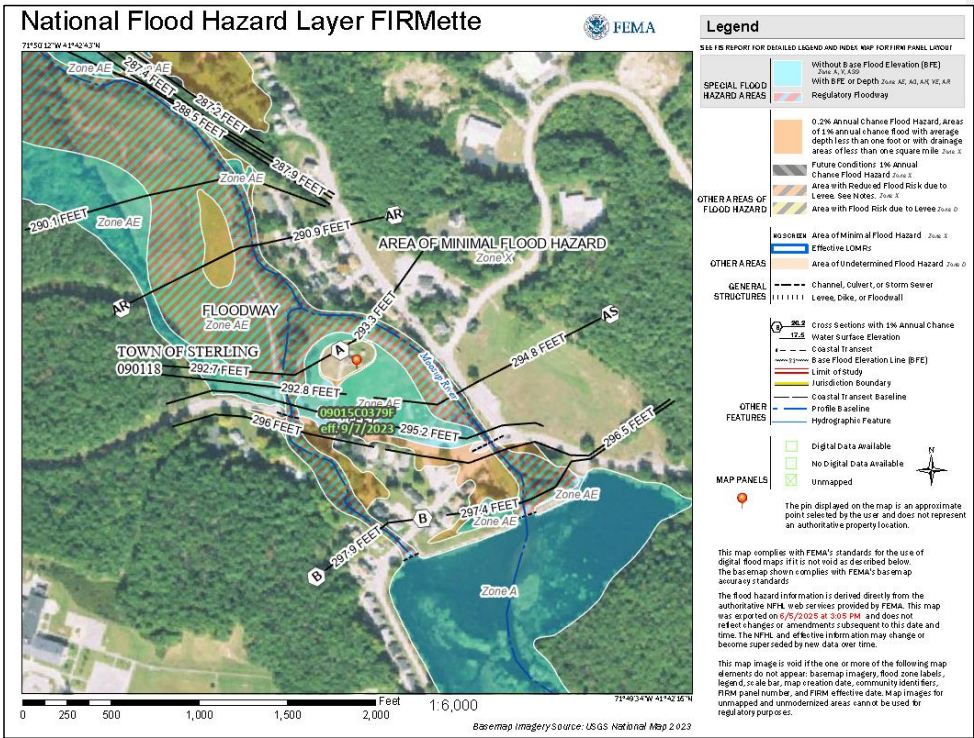 National Flood Hazard Layer FIRMette
FEMA
Legend
71°50'12"W 41°42'43"N
SEE FIS REPORT FOR DETAILED LEGEND AND INDEX MAP FOR FIRM PANEL LAYOUT
Zone AE
287.4 FEET
287.2 FEET
288.5 FEET
287.9 FEET
Zone AE
Zone AE
290.1 FEET
290.9 FEET
AR
AR
AREA OF MINIMAL FLOOD HAZARD
Zone X
FLOODWAY
Zone AE
293.3 FEET
A
AS
294.8 FEET
Moosup River
TOWN OF STERLING
090118
292.7 FEET
292.8 FEET
Zone AE
09015C0379F
eff. 9/7/2023
296 FEET
295.2 FEET
296.5 FEET
297.4 FEET
Zone AE
Zone AE
B
297.9 FEET
B
Zone A
SPECIAL FLOOD
HAZARD AREAS
Without Base Flood Elevation (BFE)
Zone A, V, A99
With BFE or Depth Zone AE, AO, AH, VE, AR
Regulatory Floodway
0.2% Annual Chance Flood Hazard, Areas
of 1% annual chance flood with average
depth less than one foot or with drainage
areas of less than one square mile Zone X
Future Conditions 1% Annual
Chance Flood Hazard Zone X
Area with Reduced Flood Risk due to
Levee. See Notes. Zone X
OTHER AREAS OF
FLOOD HAZARD
Area with Flood Risk due to Levee Zone D
NO SCREEN Area of Minimal Flood Hazard Zone X
Effective LOMRs
OTHER AREAS
Area of Undetermined Flood Hazard Zone D
GENERAL
STRUCTURES
Channel, Culvert, or Storm Sewer
Levee, Dike, or Floodwall
B 20.2 Cross Sections with 1% Annual Chance
17.5 Water Surface Elevation
Coastal Transect
Base Flood Elevation Line (BFE)
Limit of Study
Jurisdiction Boundary
Coastal Transect Baseline
OTHER
FEATURES
Profile Baseline
Hydrographic Feature
Digital Data Available
No Digital Data Available
MAP PANELS
Unmapped
N
The pin displayed on the map is an approximate
point selected by the user and does not represent
an authoritative property location.
This map complies with FEMA's standards for the use of
digital flood maps if it is not void as described below.
The basemap shown complies with FEMA's basemap
accuracy standards
The flood hazard information is derived directly from the
authoritative NFHL web services provided by FEMA. This map
was exported on 6/5/2025 at 3:05 PM and does not
reflect changes or amendments subsequent to this date and
time. The NFHL and effective information may change or
become superseded by new data over time.
This map image is void if the one or more of the following map
elements do not appear: basemap imagery, flood zone labels,
legend, scale bar, map creation date, community identifiers,
FIRM panel number, and FIRM effective date. Map images for
unmapped and unmodernized areas cannot be used for
regulatory purposes.
71°49'34"W 41°42'16"N
0 250 500 1,000 1,500 2,000 Feet 1:6,000
Basemap Imagery Source: USGS National Map 2023